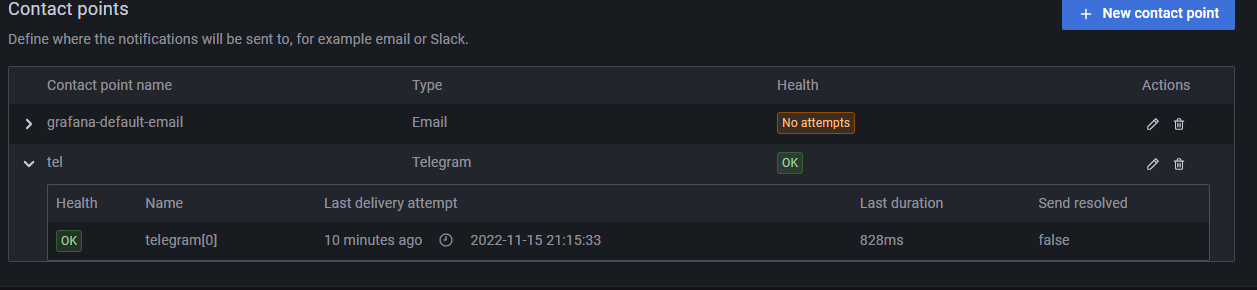 Contact points
+ New contact point
Define where the notifications will be sent to, for example email or Slack.
Contact point name Type Health Actions
grafana-default-email Email No attempts
tel Telegram OK
Health Name Last delivery attempt Last duration Send resolved
OK telegram[0] 10 minutes ago 2022-11-15 21:15:33 828ms false